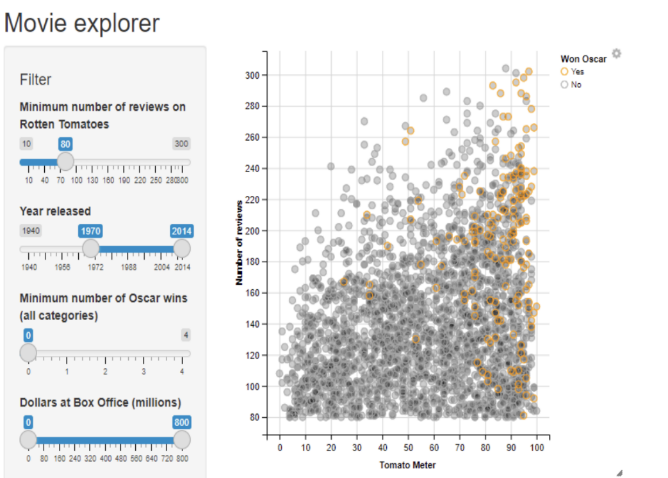 Movie explorer
Filter
Minimum number of reviews on
Rotten Tomatoes
10 80 300
10 40 70 100 130 160 190 220 250 280300
Year released
1940 1970 2014
1940 1956 1972 1988 2004 2014
Minimum number of Oscar wins
(all categories)
0 4
0 1 2 3 4
Dollars at Box Office (millions)
0 800
0 80 160 240 320 400 480 560 640 720 800
Number of reviews
300
280
260
240
220
200
180
160
140
120
100
80
0 10 20 30 40 50 60 70 80 90 100
Tomato Meter
Won Oscar
Yes
No